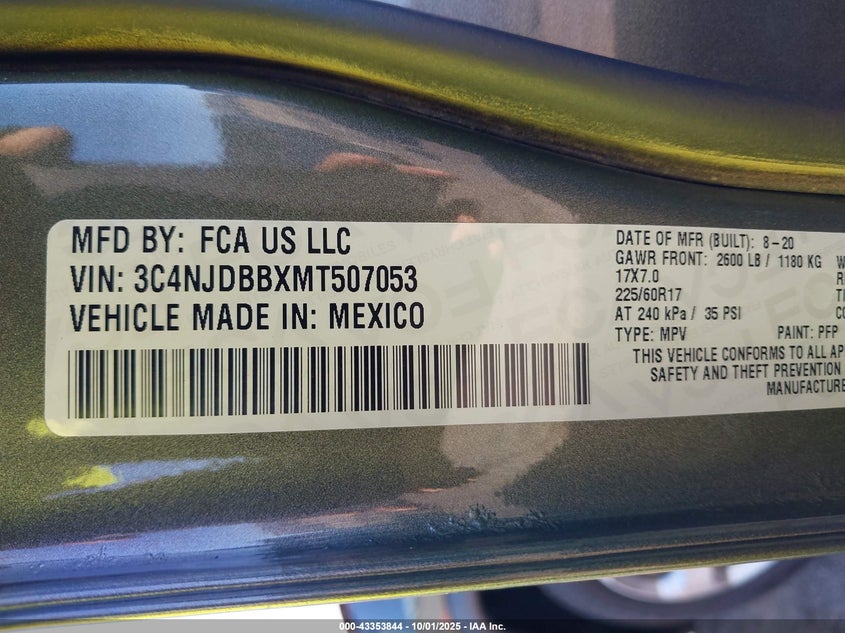 MFD BY: FCA US LLC
VIN: 3C4NJDBBXMT507053
VEHICLE MADE IN: MEXICO
DATE OF MFR (BUILT): 8-20
GAWR FRONT: 2600 LB / 1180 KG
17X7.0
225/60R17
AT 240 kPa / 35 PSI
TYPE: MPV PAINT: PFP
THIS VEHICLE CONFORMS TO ALL AP
SAFETY AND THEFT PREVENTION
MANUFACTURE
000-43353844 - 10/01/2025 - IAA Inc.